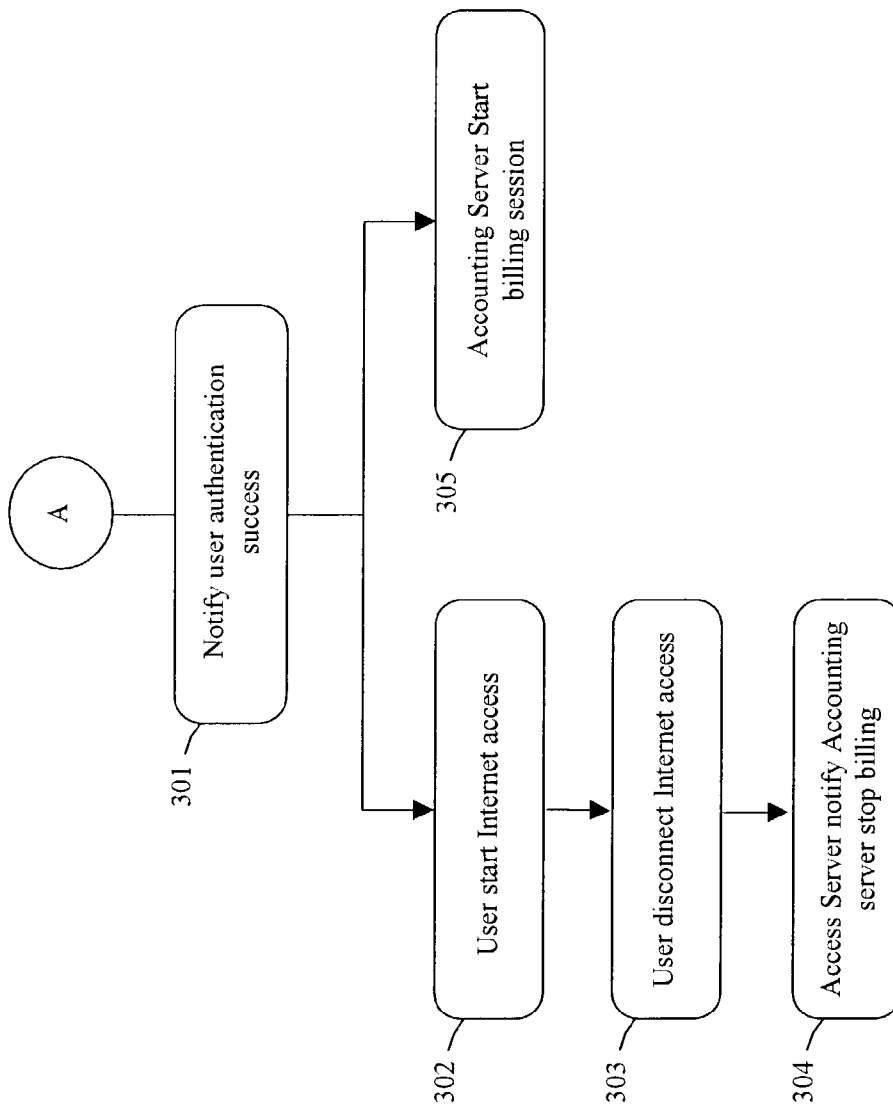 A
301
Notify user authentication
success
302
User start Internet access
303
User disconnect Internet access
304
Access Server notify Accounting
server stop billing
305
Accounting Server Start
billing session